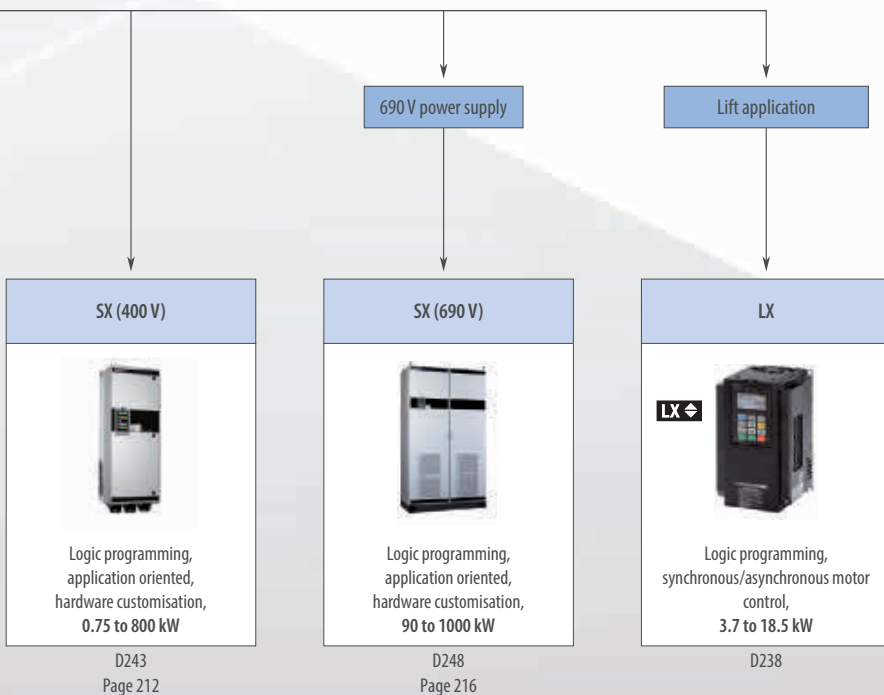 690 V power supply
Lift application
SX (400 V)
Logic programming,
application oriented,
hardware customisation,
0.75 to 800 kW
D243
Page 212
SX (690 V)
Logic programming,
application oriented,
hardware customisation,
90 to 1000 kW
D248
Page 216
LX
LX
Logic programming,
synchronous/asynchronous motor
control,
3.7 to 18.5 kW
D238